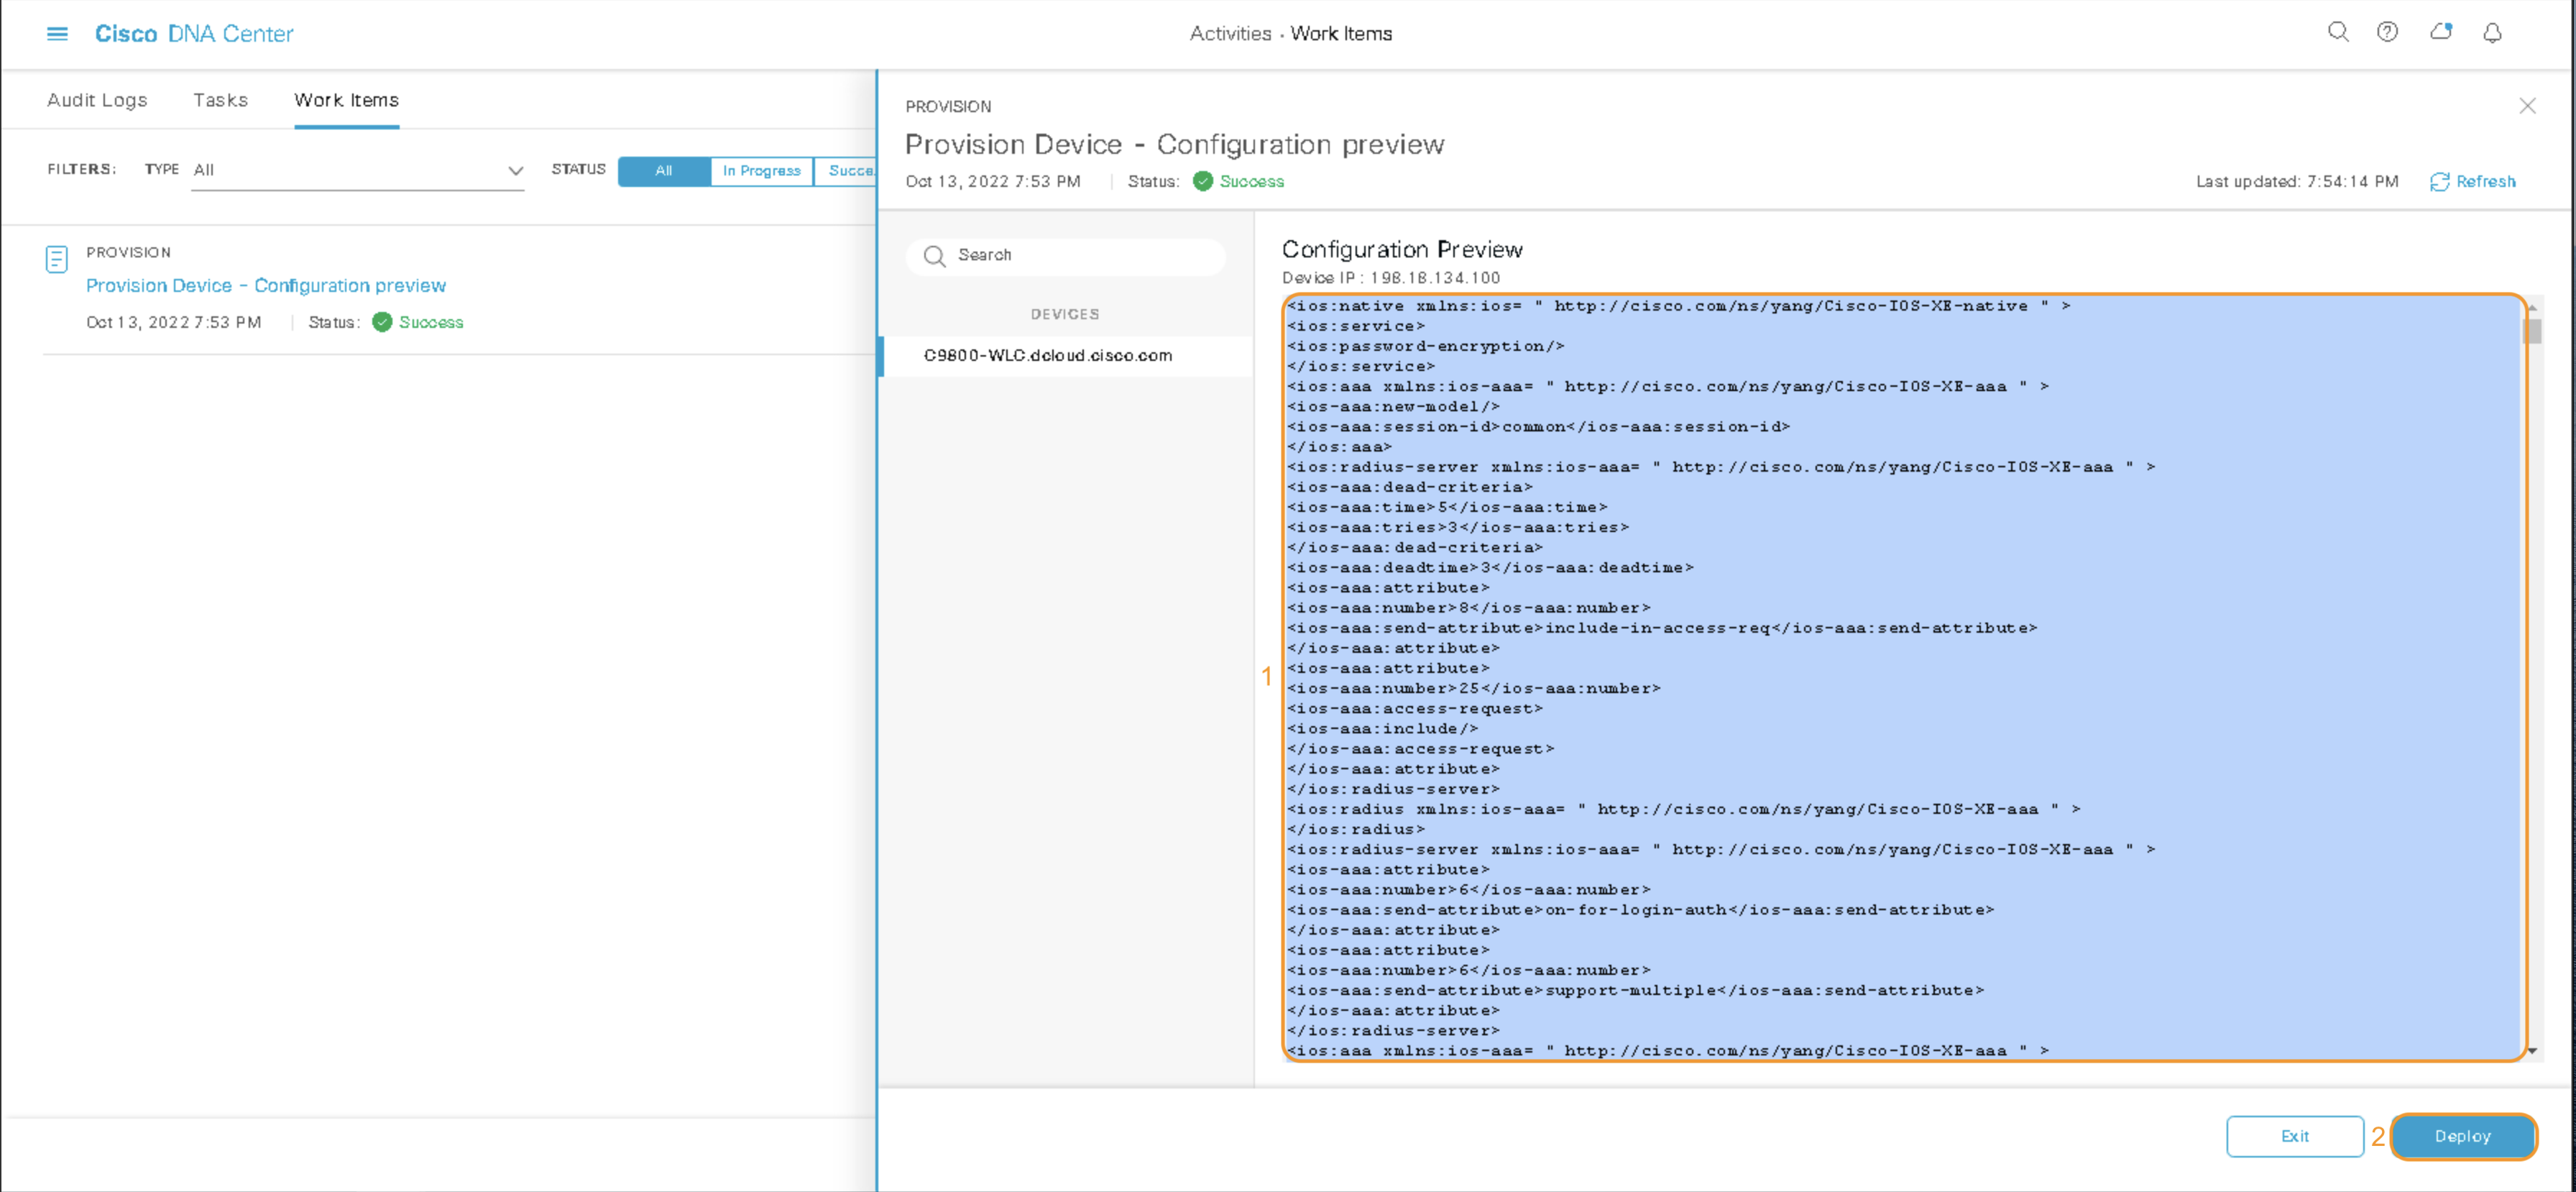 Cisco DNA Center
Activities · Work Items
Audit Logs Tasks Work Items
FILTERS: TYPE All STATUS All In Progress Succe
PROVISION
Provision Device - Configuration preview
Oct 13, 2022 7:53 PM Status: Success
PROVISION
Provision Device - Configuration preview
Oct 13, 2022 7:53 PM Status: Success
Last updated: 7:54:14 PM Refresh
Search
DEVICES
C9800-WLC.dcloud.cisco.com
Configuration Preview
Device IP : 198.18.134.100
<ios:native xmlns:ios= " http://cisco.com/ns/yang/Cisco-IOS-XE-native " >
<ios:service>
<ios:password-encryption/>
</ios:service>
<ios:aaa xmlns:ios-aaa= " http://cisco.com/ns/yang/Cisco-IOS-XE-aaa " >
<ios-aaa:new-model/>
<ios-aaa:session-id>common</ios-aaa:session-id>
</ios:aaa>
<ios:radius-server xmlns:ios-aaa= " http://cisco.com/ns/yang/Cisco-IOS-XE-aaa " >
<ios-aaa:dead-criteria>
<ios-aaa:time>5</ios-aaa:time>
<ios-aaa:tries>3</ios-aaa:tries>
</ios-aaa:dead-criteria>
<ios-aaa:deadtime>3</ios-aaa:deadtime>
<ios-aaa:attribute>
<ios-aaa:number>8</ios-aaa:number>
<ios-aaa:send-attribute>include-in-access-req</ios-aaa:send-attribute>
</ios-aaa:attribute>
<ios-aaa:attribute>
<ios-aaa:number>25</ios-aaa:number>
<ios-aaa:access-request>
<ios-aaa:include/>
</ios-aaa:access-request>
</ios-aaa:attribute>
</ios:radius-server>
<ios:radius xmlns:ios-aaa= " http://cisco.com/ns/yang/Cisco-IOS-XE-aaa " >
</ios:radius>
<ios:radius-server xmlns:ios-aaa= " http://cisco.com/ns/yang/Cisco-IOS-XE-aaa " >
<ios-aaa:attribute>
<ios-aaa:number>6</ios-aaa:number>
<ios-aaa:send-attribute>on-for-login-auth</ios-aaa:send-attribute>
</ios-aaa:attribute>
<ios-aaa:attribute>
<ios-aaa:number>6</ios-aaa:number>
<ios-aaa:send-attribute>support-multiple</ios-aaa:send-attribute>
</ios-aaa:attribute>
</ios:radius-server>
<ios:aaa xmlns:ios-aaa= " http://cisco.com/ns/yang/Cisco-IOS-XE-aaa " >
1
Exit 2 Deploy